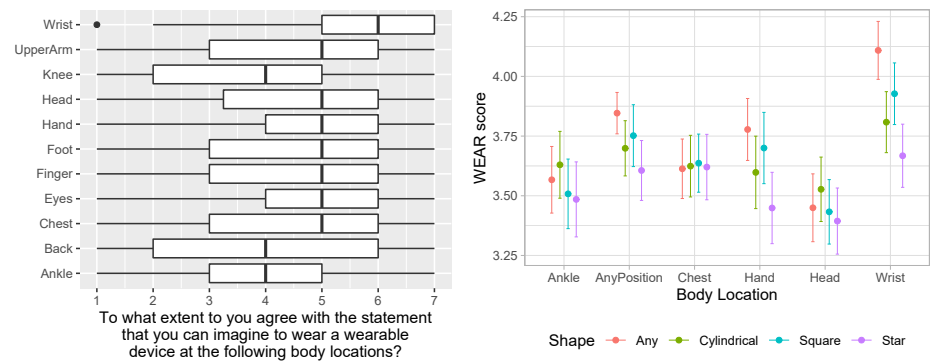 Wrist
UpperArm
Knee
Head
Hand
Foot
Finger
Eyes
Chest
Back
Ankle
1 2 3 4 5 6 7
To what extent to you agree with the statement
that you can imagine to wear a wearable
device at the following body locations?
WEAR score
4.25
4.00
3.75
3.50
3.25
Ankle AnyPosition Chest Hand Head Wrist
Body Location
Shape Any Cylindrical Square Star